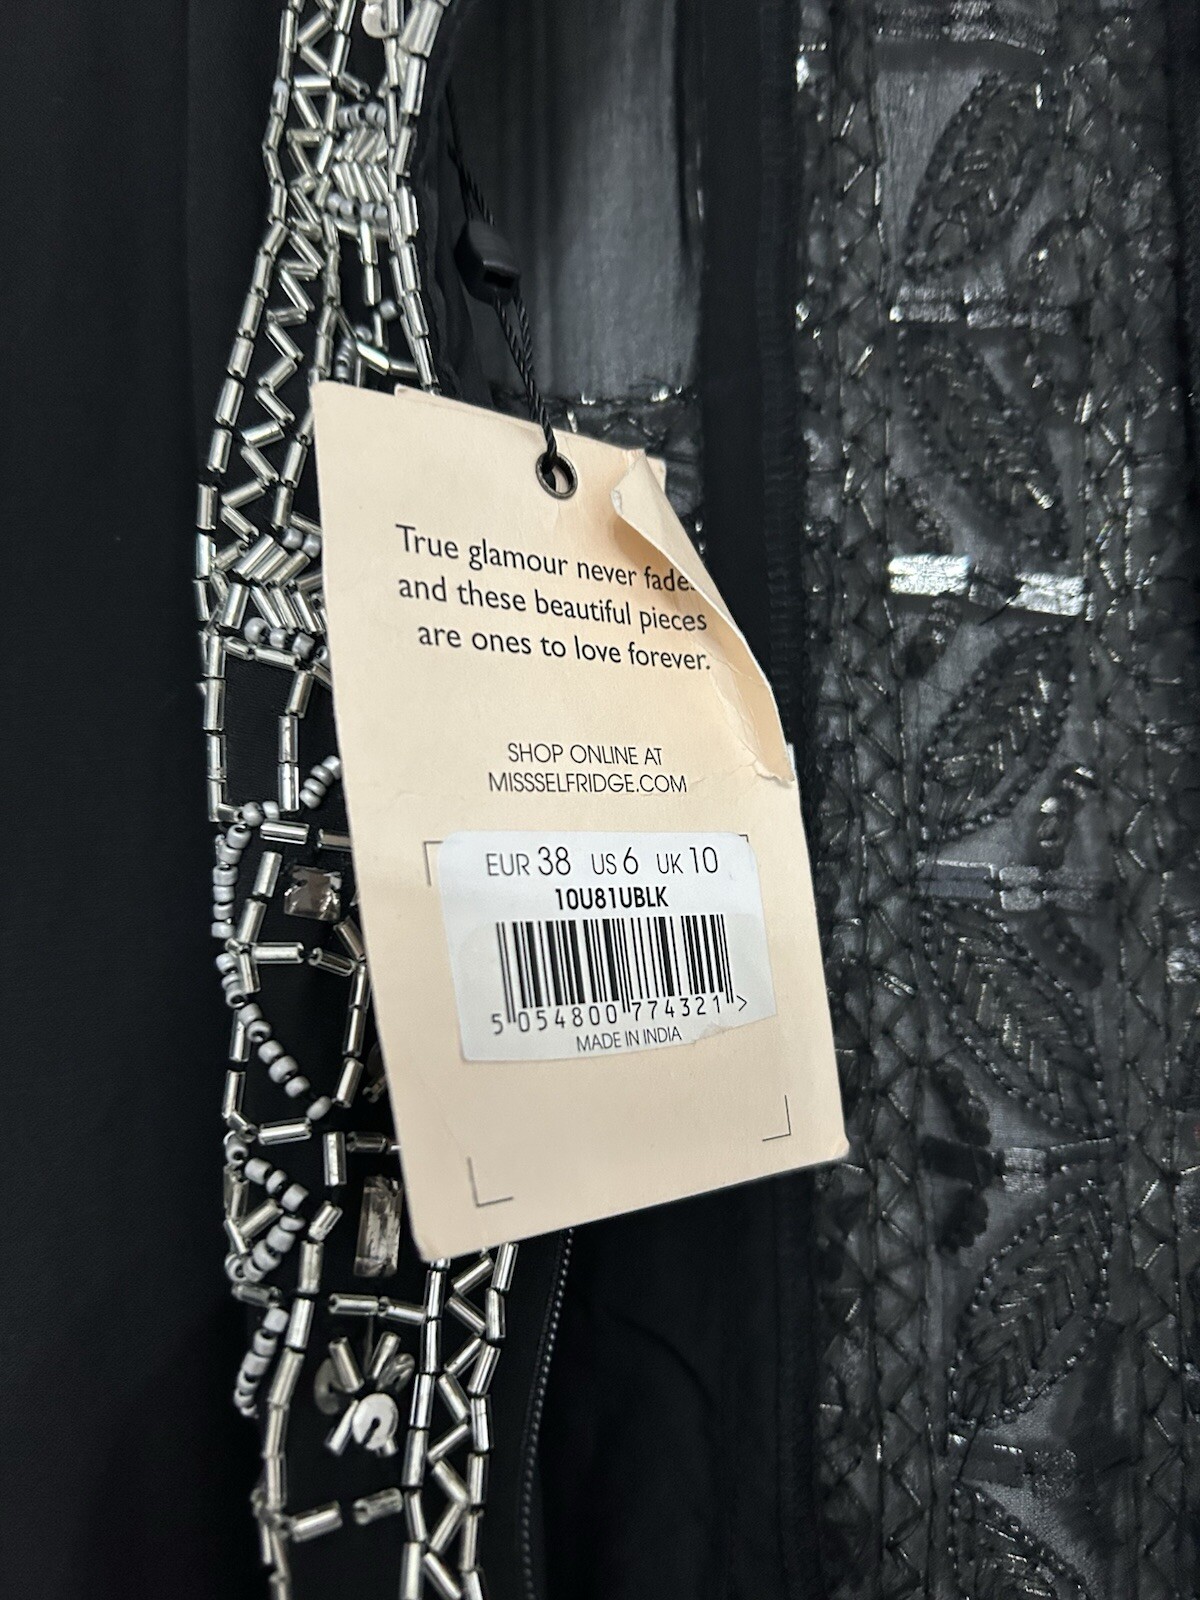 True glamour never fade
and these beautiful pieces
are ones to love forever.
SHOP ONLINE AT
MISSSELFRIDGE.COM
EUR 38 US 6 UK 10
10U81UBLK
5 054800 774321 >
MADE IN INDIA